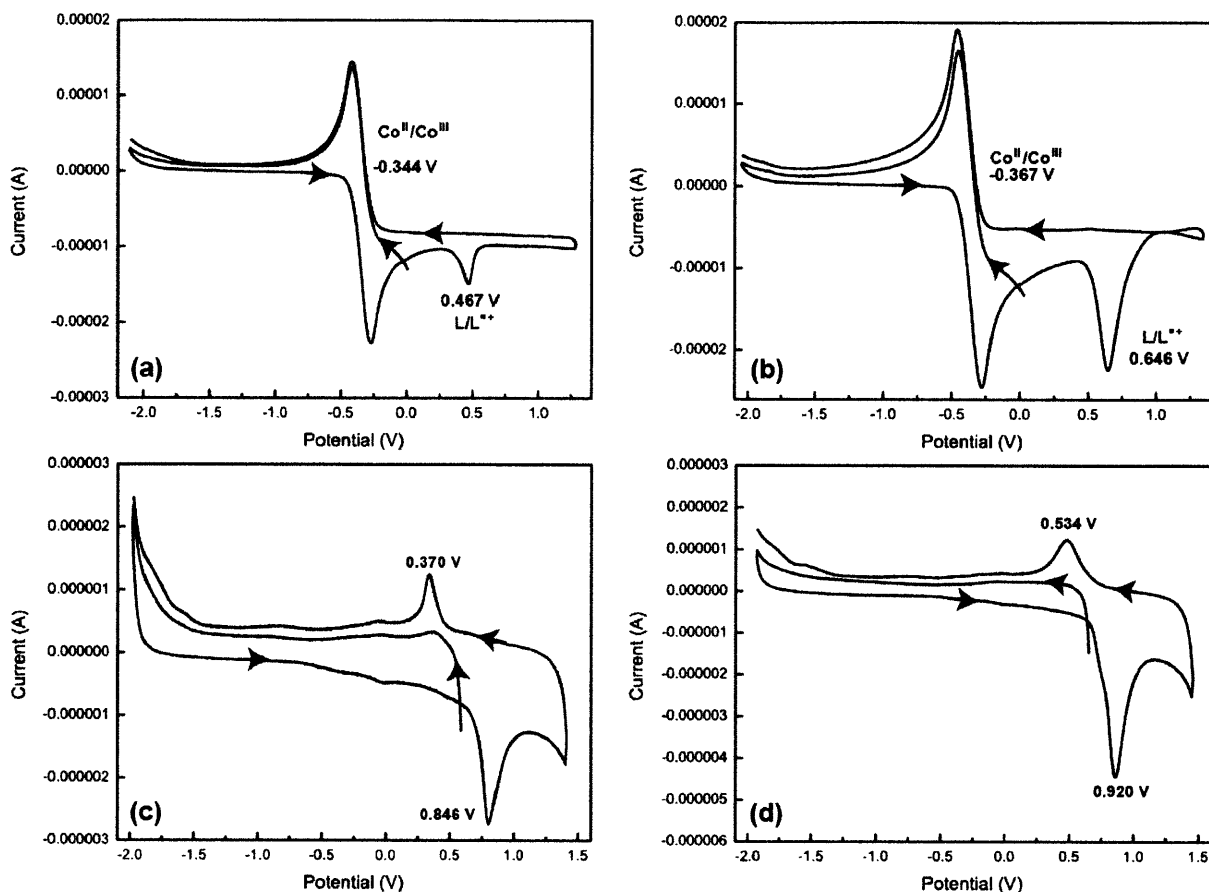 0.00002
0.00001
0.00000
-0.00001
-0.00002
-0.00003
Current (A)
Co^II/Co^III
-0.344 V
0.467 V
L/L^•+
(a)
-2.0 -1.5 -1.0 -0.5 0.0 0.5 1.0
Potential (V)
0.00002
0.00001
0.00000
-0.00001
-0.00002
Current (A)
Co^II/Co^III
-0.367 V
L/L^•+
0.646 V
(b)
-2.0 -1.5 -1.0 -0.5 0.0 0.5 1.0
Potential (V)
0.000003
0.000002
0.000001
0.000000
-0.000001
-0.000002
-0.000003
Current (A)
0.370 V
0.846 V
(c)
-2.0 -1.5 -1.0 -0.5 0.0 0.5 1.0 1.5
Potential (V)
0.000003
0.000002
0.000001
0.000000
-0.000001
-0.000002
-0.000003
-0.000004
-0.000005
-0.000006
Current (A)
0.534 V
0.920 V
(d)
-2.0 -1.5 -1.0 -0.5 0.0 0.5 1.0 1.5
Potential (V)